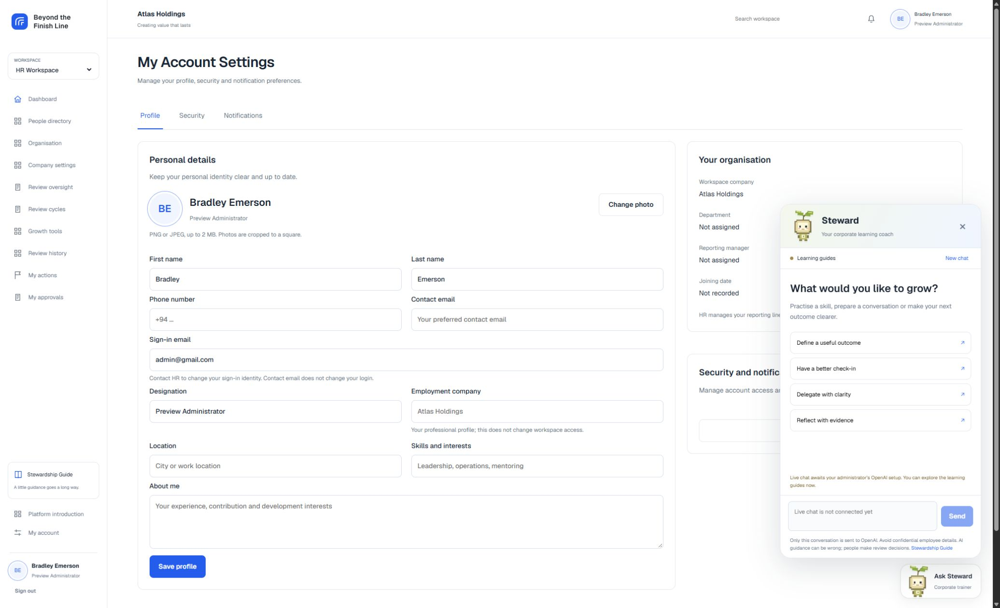 Beyond the
Finish Line
WORKSPACE
HR Workspace
Dashboard
People directory
Organisation
Company settings
Review oversight
Review cycles
Growth tools
Review history
My actions
My approvals
Stewardship Guide
A little guidance goes a long way.
Platform introduction
My account
BE
Bradley Emerson
Preview Administrator
Sign out
Atlas Holdings
Creating value that lasts
Search workspace
BE
Bradley Emerson
Preview Administrator
My Account Settings
Manage your profile, security and notification preferences.
Profile
Security
Notifications
Personal details
Keep your personal identity clear and up to date.
BE
Bradley Emerson
Preview Administrator
Change photo
PNG or JPEG, up to 2 MB. Photos are cropped to a square.
First name
Last name
Bradley
Emerson
Phone number
Contact email
+94 ...
Your preferred contact email
Sign-in email
admin@gmail.com
Contact HR to change your sign-in identity. Contact email does not change your login.
Designation
Employment company
Preview Administrator
Atlas Holdings
Your professional profile; this does not change workspace access.
Location
Skills and interests
City or work location
Leadership, operations, mentoring
About me
Your experience, contribution and development interests
Save profile
Your organisation
Workspace company
Atlas Holdings
Department
Not assigned
Reporting manager
Not assigned
Joining date
Not recorded
HR manages your reporting line
Security and notific
Manage account access a
Steward
Your corporate learning coach
Learning guides
New chat
What would you like to grow?
Practise a skill, prepare a conversation or make your next
outcome clearer.
Define a useful outcome
Have a better check-in
Delegate with clarity
Reflect with evidence
Live chat awaits your administrator's OpenAI setup. You can explore the learning
guides now.
Live chat is not connected yet
Send
Only this conversation is sent to OpenAI. Avoid confidential employee details. AI
guidance can be wrong; people make review decisions. Stewardship Guide
Ask Steward
Corporate trainer